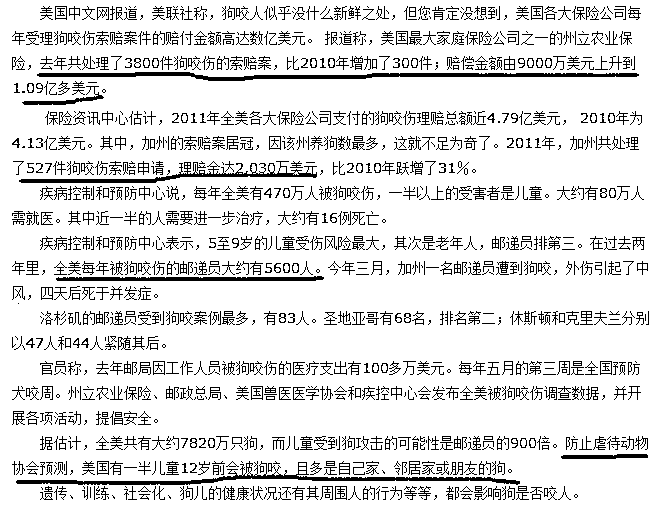 美国中文网报道，美联社称，狗咬人似乎没什么新鲜之处，但您肯定没想到，美国各大保险公司每
年受理狗咬伤索赔案件的赔付金额高达数亿美元。 报道称，美国最大家庭保险公司之一的州立农业保
险，去年共处理了3800件狗咬伤的索赔案，比2010年增加了300件；赔偿金额由9000万美元上升到
1.09亿多美元。
保险资讯中心估计，2011年全美各大保险公司支付的狗咬伤理赔总额近4.79亿美元， 2010年为
4.13亿美元。其中，加州的索赔案居冠，因该州养狗数最多，这就不足为奇了。2011年，加州共处理
了527件狗咬伤索赔申请，理赔金达2,030万美元，比2010年跃增了31%。
疾病控制和预防中心说，每年全美有470万人被狗咬伤，一半以上的受害者是儿童。大约有80万人
需就医。其中近一半的人需要进一步治疗，大约有16例死亡。
疾病控制和预防中心表示，5至9岁的儿童受伤风险最大，其次是老年人，邮递员排第三。在过去两
年里，全美每年被狗咬伤的邮递员大约有5600人。今年三月，加州一名邮递员遭到狗咬，外伤引起了中
风，四天后死于并发症。
洛杉矶的邮递员受到狗咬案例最多，有83人。圣地亚哥有68名，排名第二；休斯顿和克里夫兰分别
以47人和44人紧随其后。
官员称，去年邮局因工作人员被狗咬伤的医疗支出有100多万美元。每年五月的第三周是全国预防
犬咬周。州立农业保险、邮政总局、美国兽医医学协会和疾控中心会发布全美被狗咬伤调查数据，并开
展各项活动，提倡安全。
据估计，全美共有大约7820万只狗，而儿童受到狗攻击的可能性是邮递员的900倍。防止虐待动物
协会预测，美国有一半儿童12岁前会被狗咬，且多是自己家、邻居家或朋友的狗。
遗传、训练、社会化、狗儿的健康状况还有其周围人的行为等等，都会影响狗是否咬人。